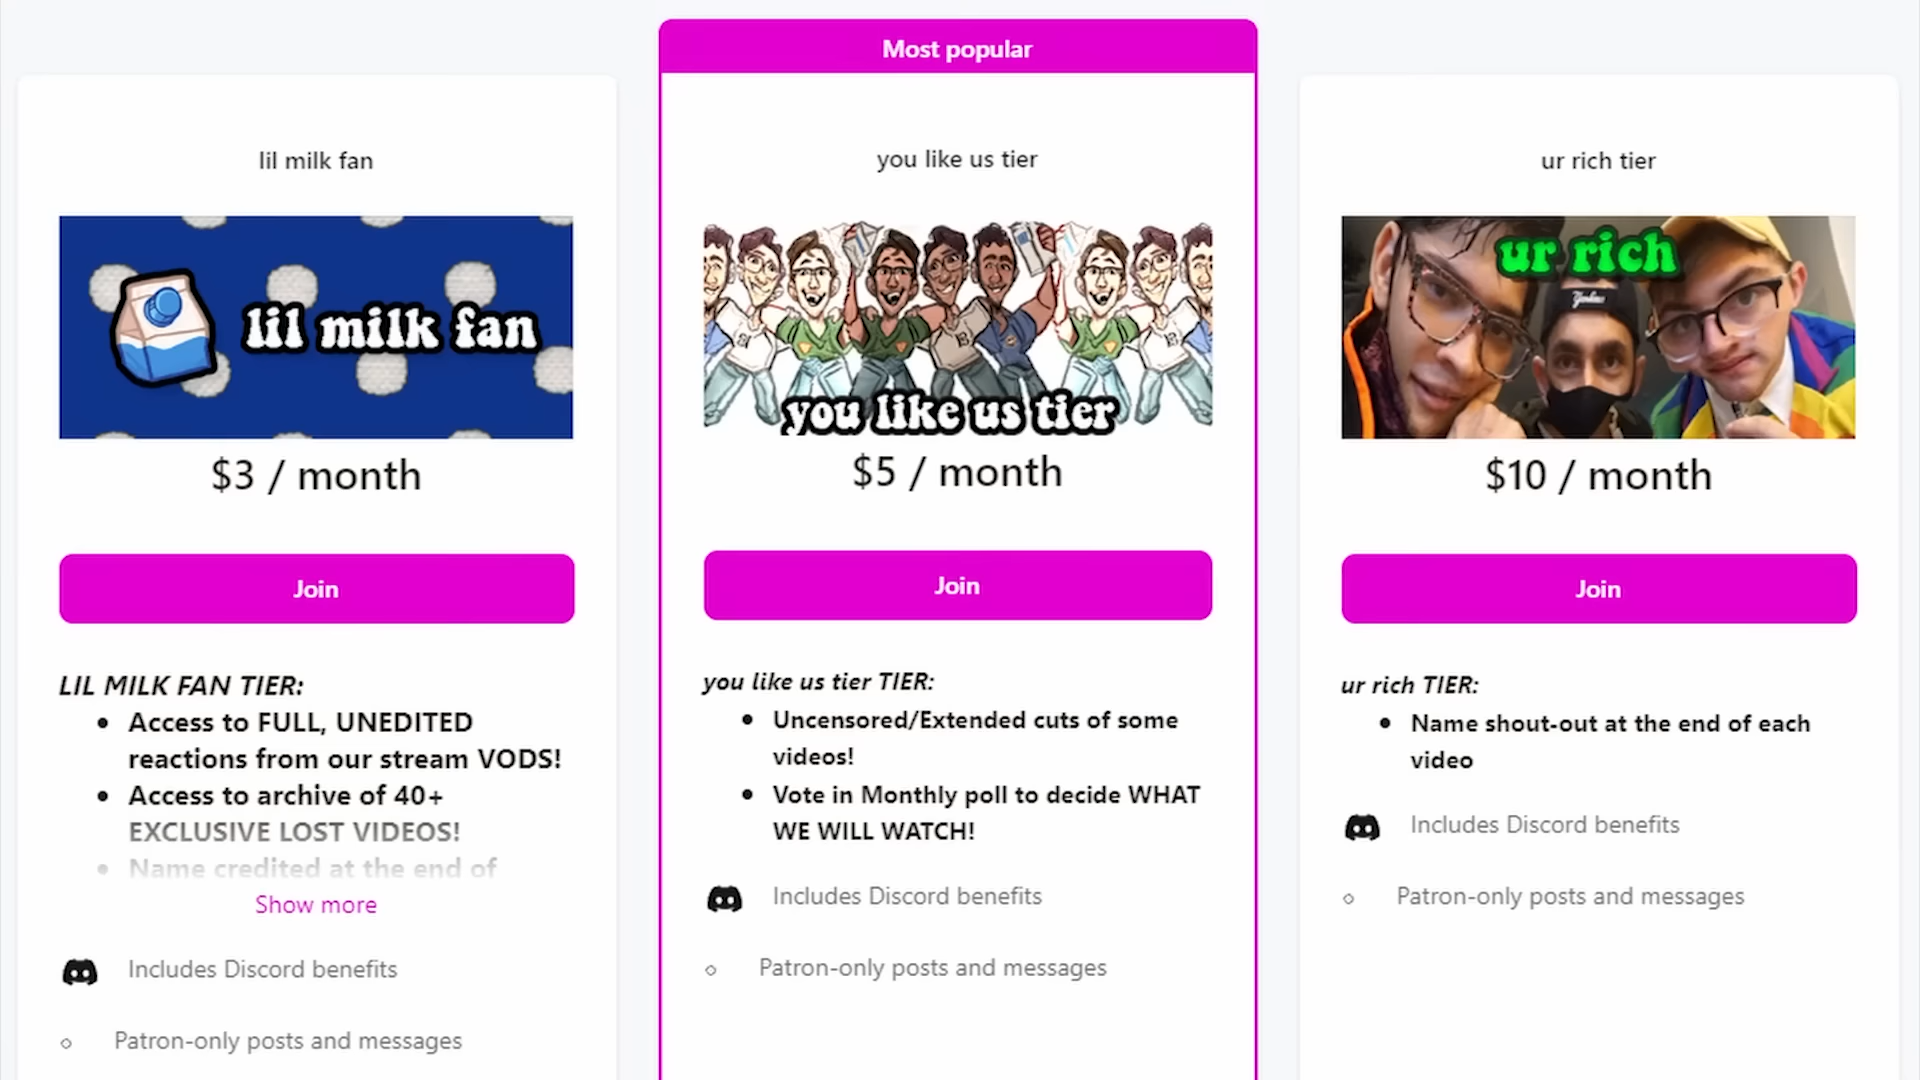 Most popular
lil milk fan
lil milk fan
$3 / month
Join
LIL MILK FAN TIER:
Access to FULL, UNEDITED
reactions from our stream VODS!
Access to archive of 40+
EXCLUSIVE LOST VIDEOS!
Name credited at the end of
Show more
Includes Discord benefits
Patron-only posts and messages
you like us tier
you like us tier
$5 / month
Join
you like us tier TIER:
Uncensored/Extended cuts of some
videos!
Vote in Monthly poll to decide WHAT
WE WILL WATCH!
Includes Discord benefits
Patron-only posts and messages
ur rich tier
ur rich
Yankees
$10 / month
Join
ur rich TIER:
Name shout-out at the end of each
video
Includes Discord benefits
Patron-only posts and messages